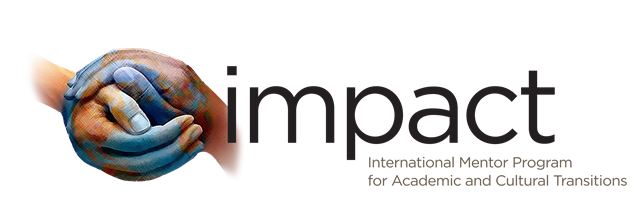 impact
International Mentor Program
for Academic and Cultural Transitions